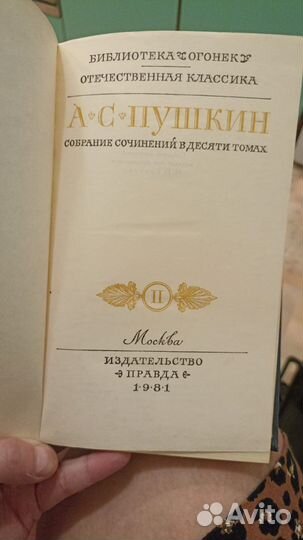 БИБЛИОТЕКА «ОГОНЕК»
ОТЕЧЕСТВЕННАЯ КЛАССИКА
А•С•ПУШКИН
СОБРАНИЕ СОЧИНЕНИЙ В ДЕСЯТИ ТОМАХ
II
Москва
ИЗДАТЕЛЬСТВО
ПРАВДА
1•9•8•1
Avito